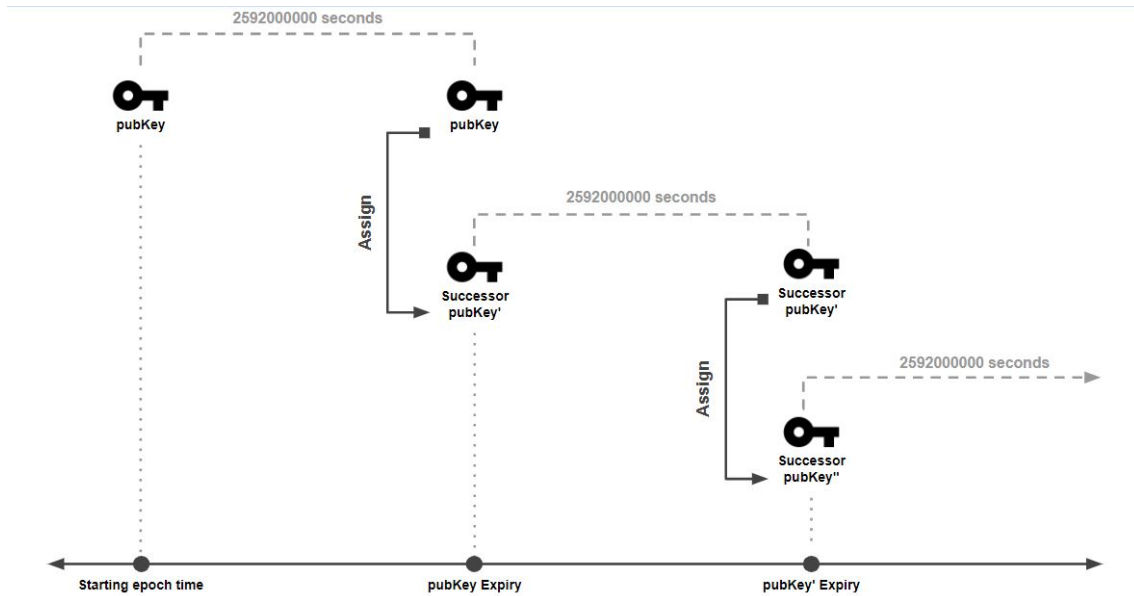 2592000000 seconds
pubKey
pubKey
Assign
2592000000 seconds
Successor
pubKey'
Successor
pubKey'
Assign
2592000000 seconds
Successor
pubKey"
Starting epoch time
pubKey Expiry
pubKey' Expiry